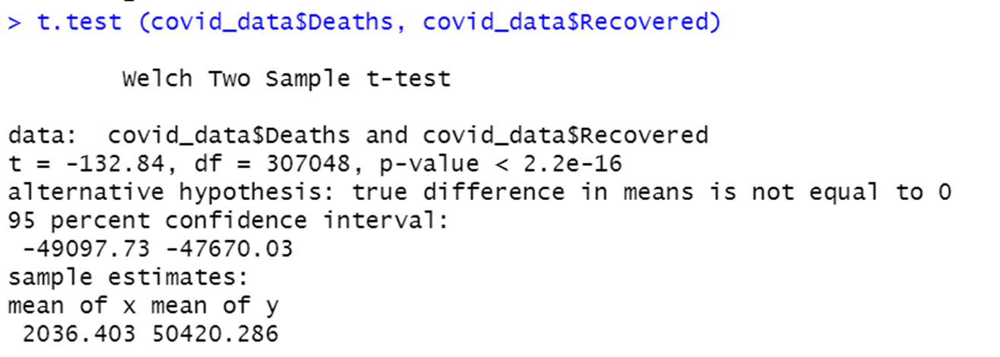 > t.test (covid_data$Deaths, covid_data$Recovered)
Welch Two Sample t-test
data:  covid_data$Deaths and covid_data$Recovered
t = -132.84, df = 307048, p-value < 2.2e-16
alternative hypothesis: true difference in means is not equal to 0
95 percent confidence interval:
-49097.73 -47670.03
sample estimates:
mean of x mean of y
2036.403 50420.286